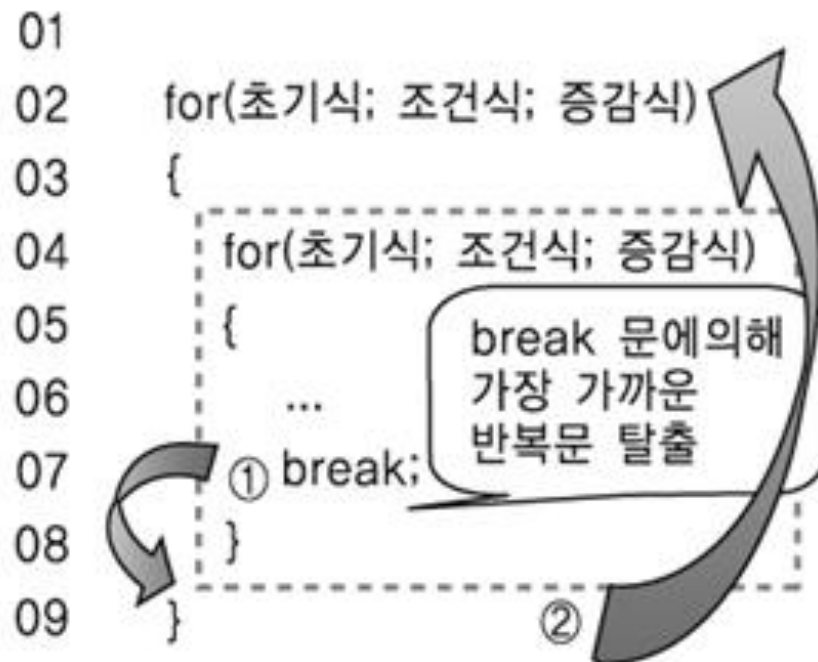 01
02 for(초기식; 조건식; 증감식)
03 {
04 for(초기식; 조건식; 증감식)
05 {
06 ...
07 ① break;
08 }
09 }
break 문에의해
가장 가까운
반복문 탈출
②